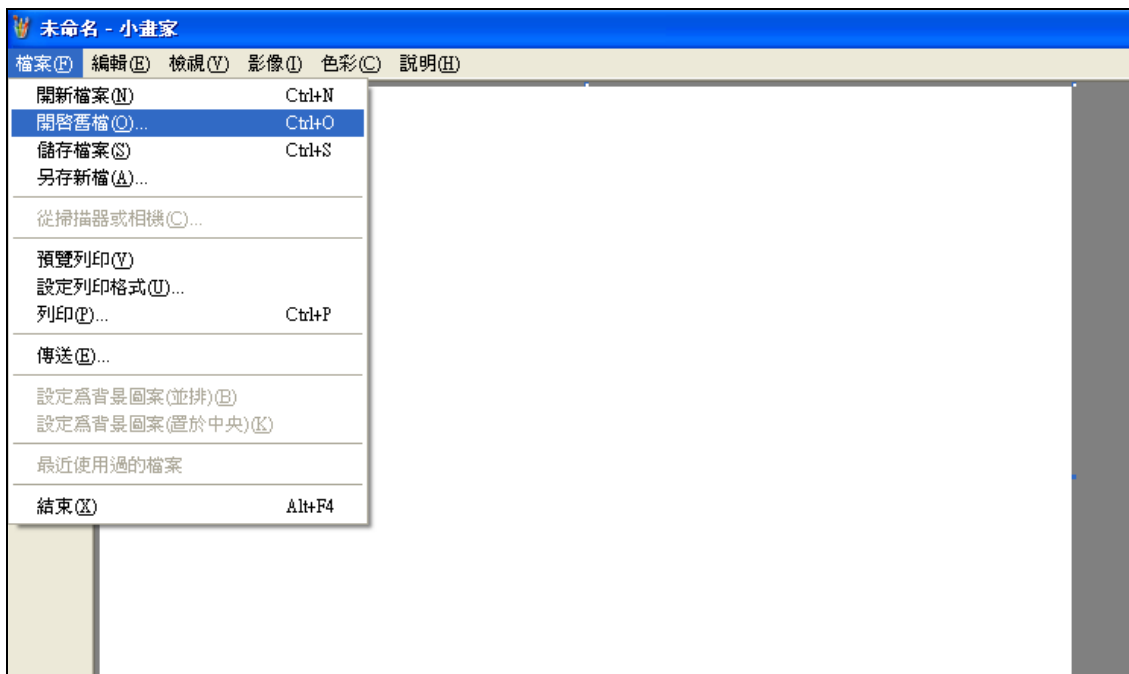 未命名 - 小畫家
檔案(F) 編輯(E) 檢視(V) 影像(I) 色彩(C) 說明(H)
開新檔案(N) Ctrl+N
開啓舊檔(O)... Ctrl+O
儲存檔案(S) Ctrl+S
另存新檔(A)...
從掃描器或相機(C)...
預覽列印(V)
設定列印格式(U)...
列印(P)... Ctrl+P
傳送(E)...
設定爲背景圖案(並排)(B)
設定爲背景圖案(置於中央)(K)
最近使用過的檔案
結束(X) Alt+F4